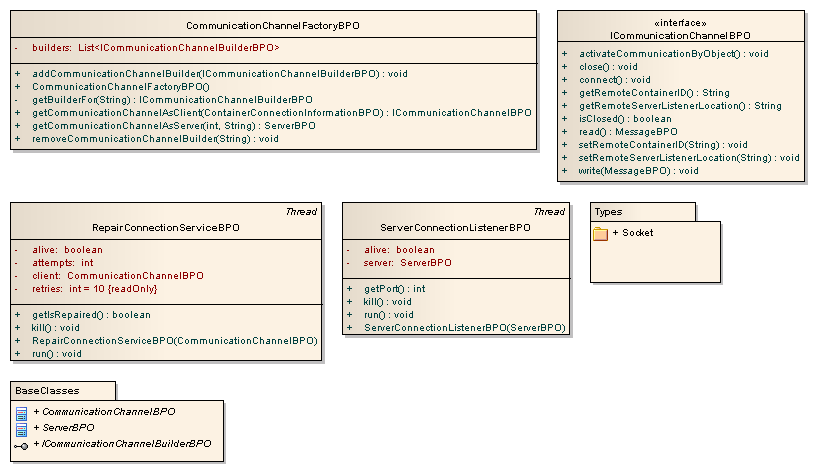 CommunicationChannelFactoryBPO
- builders: List<ICommunicationChannelBuilderBPO>
+ addCommunicationChannelBuilder(ICommunicationChannelBuilderBPO) : void
+ CommunicationChannelFactoryBPO()
- getBuilderFor(String) : ICommunicationChannelBuilderBPO
+ getCommunicationChannelAsClient(ContainerConnectionInformationBPO) : ICommunicationChannelBPO
+ getCommunicationChannelAsServer(int, String) : ServerBPO
+ removeCommunicationChannelBuilder(String) : void
«interface»
ICommunicationChannelBPO
+ activateCommunicationByObject() : void
+ close() : void
+ connect() : void
+ getRemoteContainerID() : String
+ getRemoteServerListenerLocation() : String
+ isClosed() : boolean
+ read() : MessageBPO
+ setRemoteContainerID(String) : void
+ setRemoteServerListenerLocation(String) : void
+ write(MessageBPO) : void
Thread
RepairConnectionServiceBPO
- alive: boolean
- attempts: int
- client: CommunicationChannelBPO
- retries: int = 10 {readOnly}
+ getIsRepaired() : boolean
+ kill() : void
+ RepairConnectionServiceBPO(CommunicationChannelBPO)
+ run() : void
Thread
ServerConnectionListenerBPO
- alive: boolean
- server: ServerBPO
+ getPort() : int
+ kill() : void
+ run() : void
+ ServerConnectionListenerBPO(ServerBPO)
Types
+ Socket
BaseClasses
+ CommunicationChannelBPO
+ ServerBPO
+ ICommunicationChannelBuilderBPO